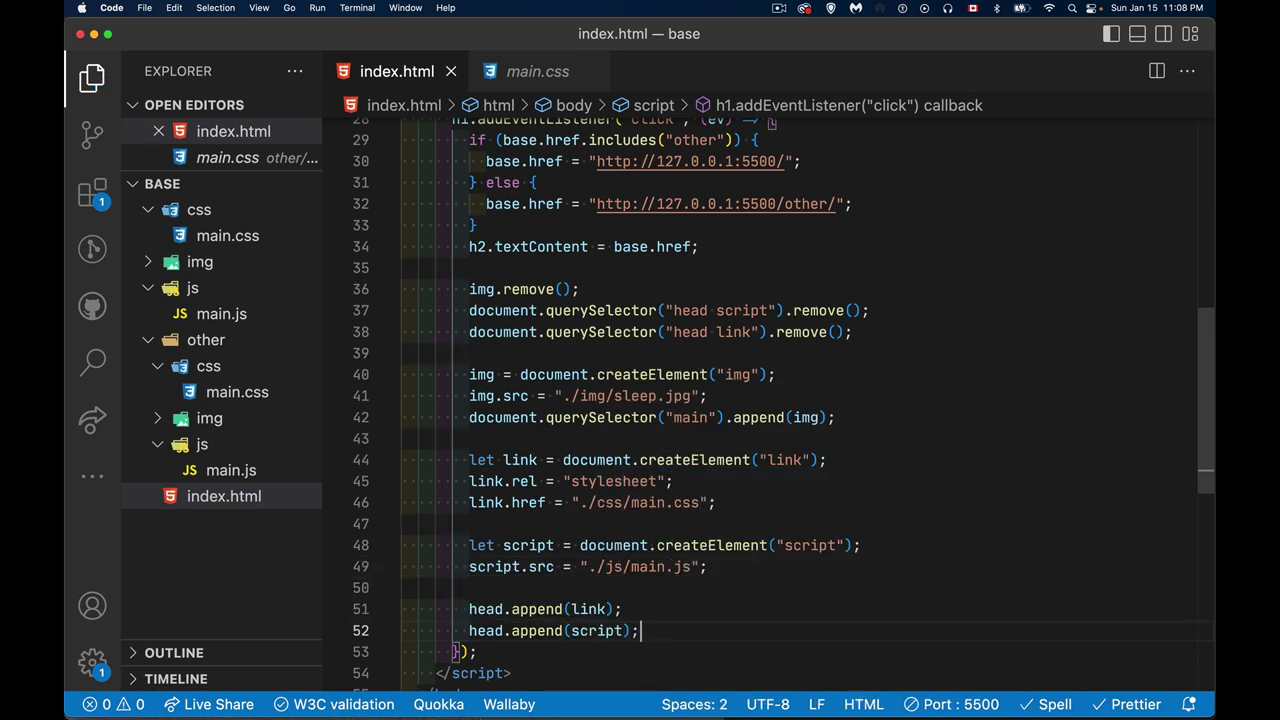 Code File Edit Selection View Go Run Terminal Window Help Sun Jan 15 11:08 PM
index.html — base
EXPLORER
index.html
main.css
OPEN EDITORS
index.html > html > body > script > h1.addEventListener("click") callback
index.html
main.css other/...
BASE
css
main.css
img
js
main.js
other
css
main.css
img
js
main.js
index.html
OUTLINE
TIMELINE
1
1
28 h1.addEventListener("click", (ev) => {
29 if (base.href.includes("other")) {
30 base.href = "http://127.0.0.1:5500/";
31 } else {
32 base.href = "http://127.0.0.1:5500/other/";
33 }
34 h2.textContent = base.href;
35
36 img.remove();
37 document.querySelector("head script").remove();
38 document.querySelector("head link").remove();
39
40 img = document.createElement("img");
41 img.src = "./img/sleep.jpg";
42 document.querySelector("main").append(img);
43
44 let link = document.createElement("link");
45 link.rel = "stylesheet";
46 link.href = "./css/main.css";
47
48 let script = document.createElement("script");
49 script.src = "./js/main.js";
50
51 head.append(link);
52 head.append(script);
53 });
54 </script>
0 0 Live Share W3C validation Quokka Wallaby Spaces: 2 UTF-8 LF HTML Port : 5500 Spell Prettier